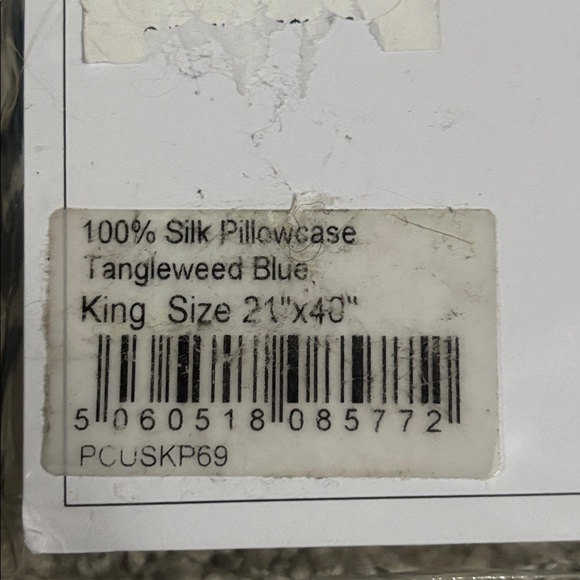 100% Silk Pillowcase
Tangleweed Blue
King Size 21"x40"
5 060518 085772
PCUSKP69